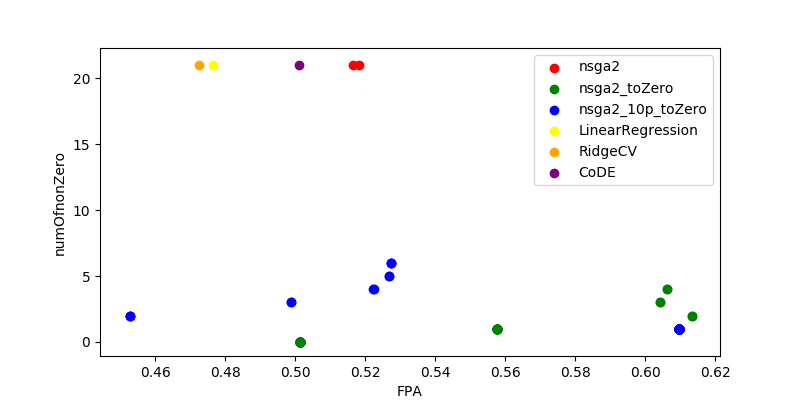 20
15
10
5
0
numOfnonZero
0.46 0.48 0.50 0.52 0.54 0.56 0.58 0.60 0.62
FPA
nsga2
nsga2_toZero
nsga2_10p_toZero
LinearRegression
RidgeCV
CoDE